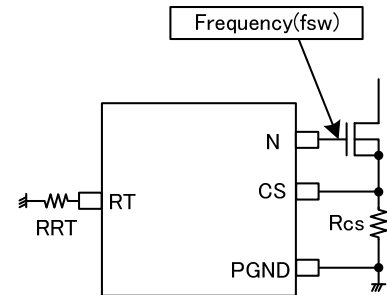 Frequency(fsw)
N
CS
RT
RRT
Rcs
PGND